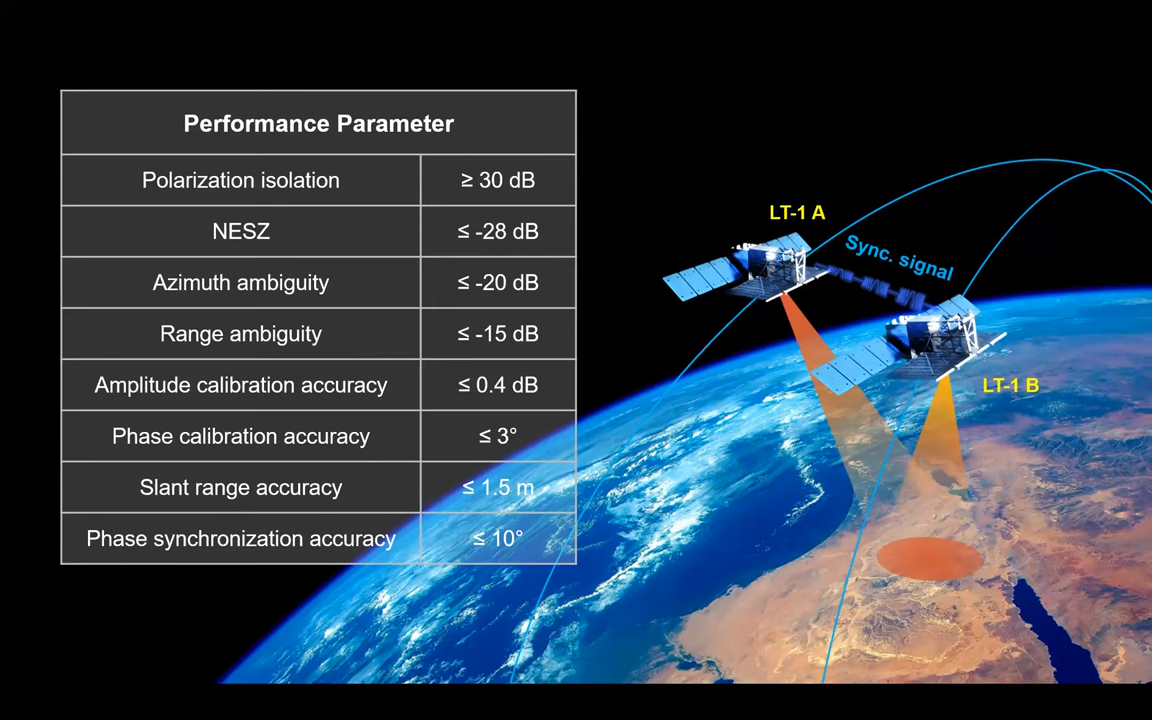 Performance Parameter
Polarization isolation ≥ 30 dB
NESZ ≤ -28 dB
Azimuth ambiguity ≤ -20 dB
Range ambiguity ≤ -15 dB
Amplitude calibration accuracy ≤ 0.4 dB
Phase calibration accuracy ≤ 3°
Slant range accuracy ≤ 1.5 m
Phase synchronization accuracy ≤ 10°
LT-1 A
Sync. signal
LT-1 B